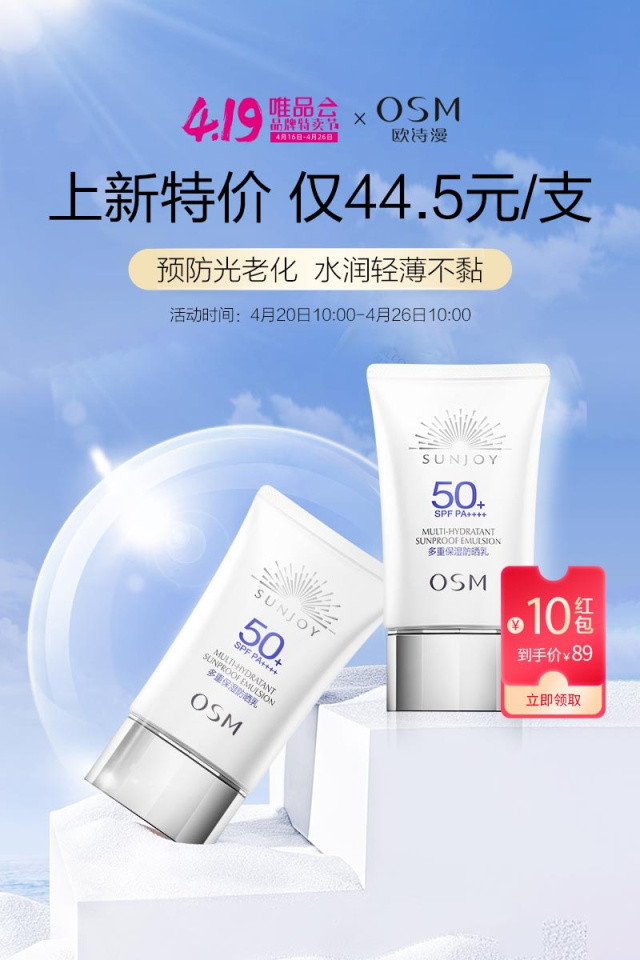 4.19 唯品会
品牌特卖节
4月16日-4月26日
×
OSM
欧诗漫
上新特价 仅44.5元/支
预防光老化 水润轻薄不黏
活动时间：4月20日10:00-4月26日10:00
SUNJOY
50+
SPF PA++++
MULTI-HYDRATANT
SUNPROOF EMULSION
多重保湿防晒乳
OSM
SUNJOY
50+
SPF PA++++
MULTI-HYDRATANT
SUNPROOF EMULSION
多重保湿防晒乳
OSM
¥10红包
到手价¥89
立即领取